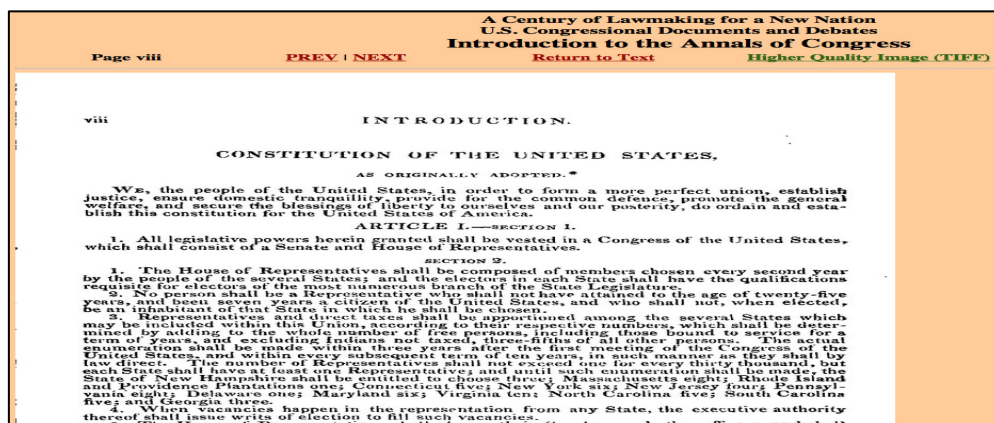 A Century of Lawmaking for a New Nation
U.S. Congressional Documents and Debates
Introduction to the Annals of Congress
Page viii PREV | NEXT Return to Text Higher Quality Image (TIFF)
viii INTRODUCTION.
CONSTITUTION OF THE UNITED STATES,
AS ORIGINALLY ADOPTED.*
WE, the people of the United States, in order to form a more perfect union, establish
justice, ensure domestic tranquillity, provide for the common defence, promote the general
welfare, and secure the blessings of liberty to ourselves and our posterity, do ordain and esta-
blish this constitution for the United States of America.
ARTICLE I.—SECTION 1.
1. All legislative powers herein granted shall be vested in a Congress of the United States,
which shall consist of a Senate and House of Representatives.
SECTION 2.
1. The House of Representatives shall be composed of members chosen every second year
by the people of the several States; and the electors in each State shall have the qualifications
requisite for electors of the most numerous branch of the State Legislature.
2. No person shall be a Representative who shall not have attained to the age of twenty-five
years, and been seven years a citizen of the United States, and who shall not, when elected,
be an inhabitant of that State in which he shall be chosen.
3. Representatives and direct taxes shall be apportioned among the several States which
may be included within this Union, according to their respective numbers, which shall be deter-
mined by adding to the whole number of free persons, including those bound to service for a
term of years, and excluding Indians not taxed, three-fifths of all other persons. The actual
enumeration shall be made within three years after the first meeting of the Congress of the
United States, and within every subsequent term of ten years, in such manner as they shall by
law direct. The number of Representatives shall not exceed one for every thirty thousand, but
each State shall have at least one Representative; and until such enumeration shall be made, the
State of New Hampshire shall be entitled to choose three; Massachusetts eight; Rhode Island
and Providence Plantations one; Connecticut five; New York six; New Jersey four; Pensyl-
vania eight; Delaware one; Maryland six; Virginia ten; North Carolina five; South Carolina
five; and Georgia three.
4. When vacancies happen in the representation from any State, the executive authority
thereof shall issue writs of election to fill such vacancies.